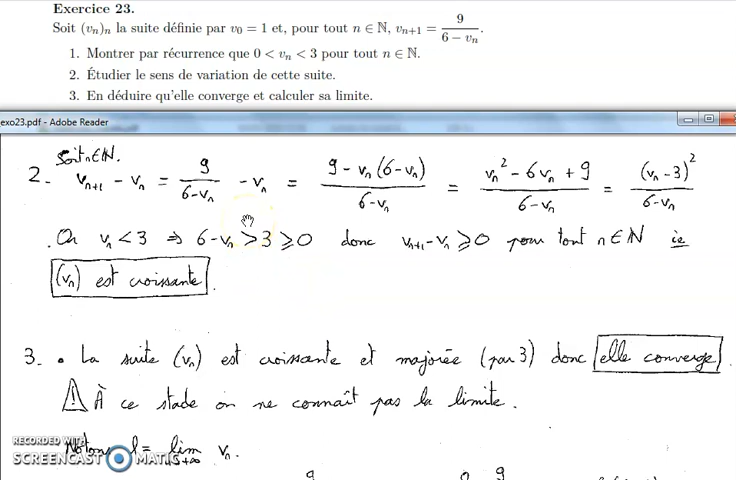 Exercice 23.
Soit (vₙ)ₙ la suite définie par v₀ = 1 et, pour tout n ∈ ℕ, vₙ₊₁ = 9/(6 − vₙ).
1. Montrer par récurrence que 0 < vₙ < 3 pour tout n ∈ ℕ.
2. Étudier le sens de variation de cette suite.
3. En déduire qu'elle converge et calculer sa limite.
exo23.pdf - Adobe Reader
Soit n∈ℕ.
2. vₙ₊₁ - vₙ = 9/(6-vₙ) - vₙ = (9 - vₙ(6-vₙ))/(6-vₙ) = (vₙ² - 6vₙ + 9)/(6-vₙ) = (vₙ - 3)²/(6-vₙ)
. On vₙ < 3 ⇒ 6-vₙ > 3 ⩾ 0 donc vₙ₊₁-vₙ ⩾ 0 pour tout n∈ℕ ie
(vₙ) est croissante.
3. • La suite (vₙ) est croissante et majorée (par 3) donc elle converge.
⚠ À ce stade on ne connaît pas la limite.
Notons l = lim vₙ.
RECORDED WITH
SCREENCAST MATIC
9
9